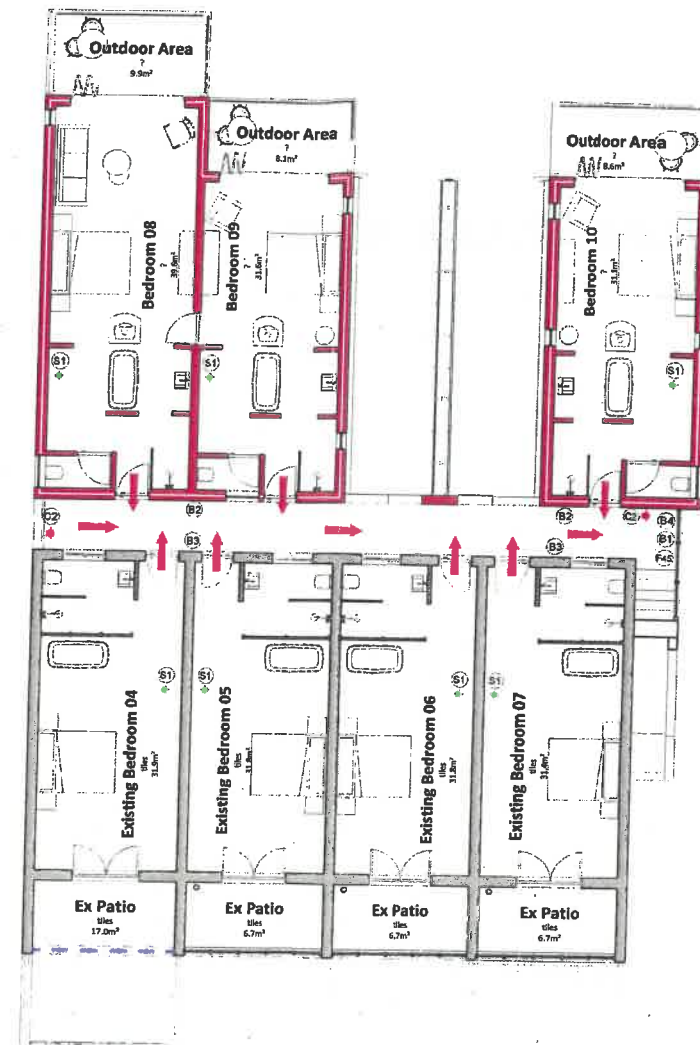 Outdoor Area
?
9.9m²
Outdoor Area
?
8.1m²
Outdoor Area
?
8.6m²
Bedroom 08
?
39.6m²
Bedroom 09
?
31.6m²
Bedroom 10
?
S1
S1
S1
C2
B2
B3
B2
B3
C2
B4
B1
S1
S1
S1
S1
Existing Bedroom 04
tiles
31.9m²
Existing Bedroom 05
tiles
31.8m²
Existing Bedroom 06
tiles
31.8m²
Existing Bedroom 07
tiles
Ex Patio
tiles
17.0m²
Ex Patio
tiles
6.7m²
Ex Patio
tiles
6.7m²
Ex Patio
tiles
6.7m²